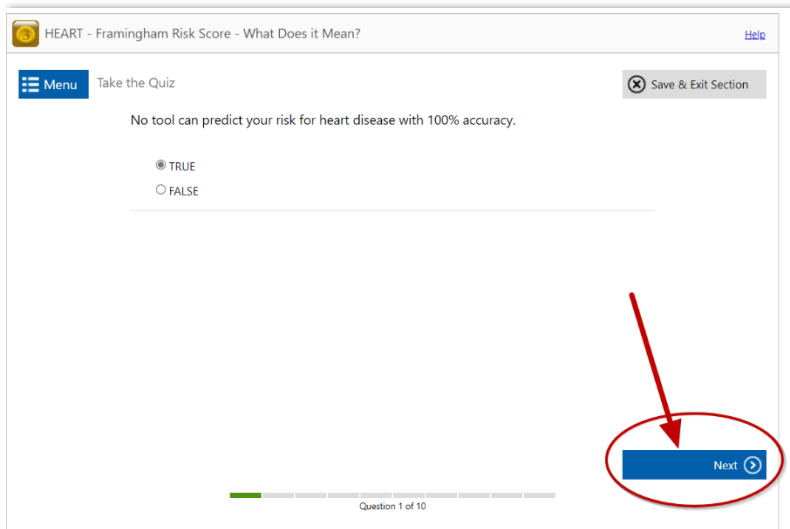 3
HEART - Framingham Risk Score - What Does it Mean?
Help
Menu
Take the Quiz
Save & Exit Section
No tool can predict your risk for heart disease with 100% accuracy.
TRUE
FALSE
Next
Question 1 of 10